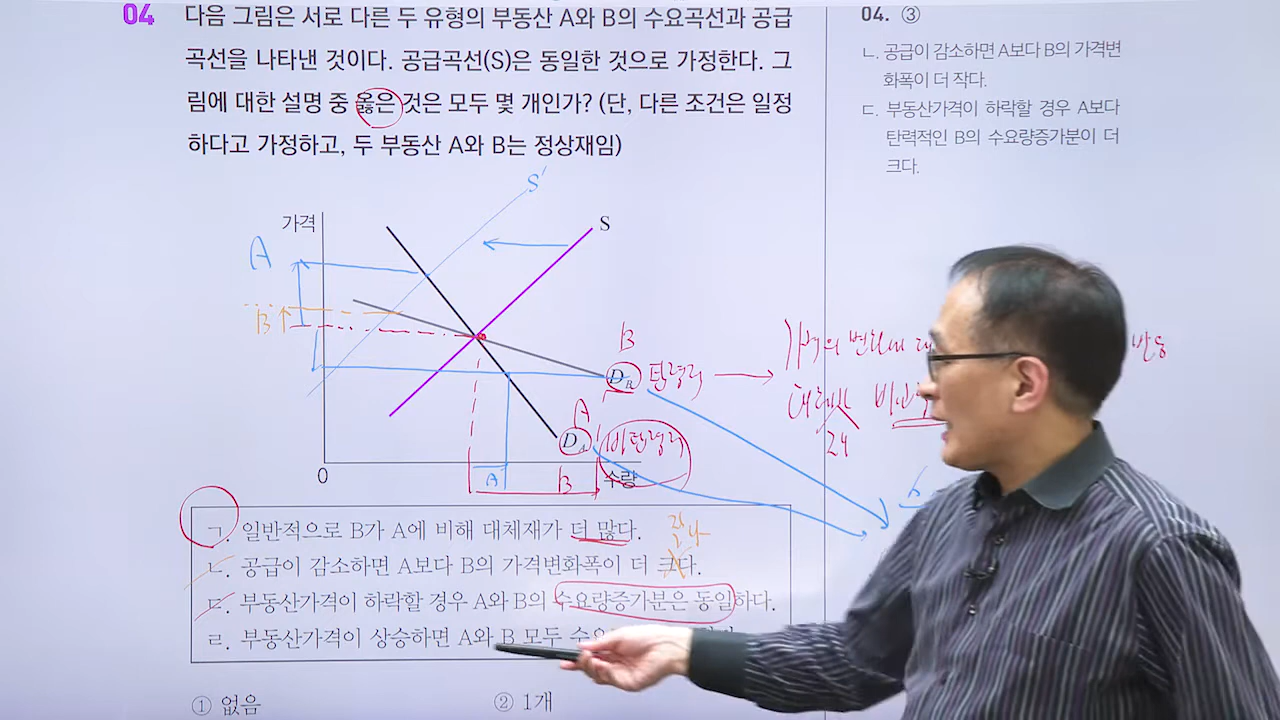 04
다음 그림은 서로 다른 두 유형의 부동산 A와 B의 수요곡선과 공급
곡선을 나타낸 것이다. 공급곡선(S)은 동일한 것으로 가정한다. 그
림에 대한 설명 중 옳은 것은 모두 몇 개인가? (단, 다른 조건은 일정
하다고 가정하고, 두 부동산 A와 B는 정상재임)
S'
가격
S
A
B
B
D_B 탄력적
A
D_A 비탄력적
0
A
B
수량
ㄱ. 일반적으로 B가 A에 비해 대체재가 더 많다.
ㄴ. 공급이 감소하면 A보다 B의 가격변화폭이 더 크다.
ㄷ. 부동산가격이 하락할 경우 A와 B의 수요량증가분은 동일하다.
ㄹ. 부동산가격이 상승하면 A와 B 모두
① 없음
② 1개
04. ③
ㄴ. 공급이 감소하면 A보다 B의 가격변
화폭이 더 작다.
ㄷ. 부동산가격이 하락할 경우 A보다
탄력적인 B의 수요량증가분이 더
크다.
가격의 변화에
반응